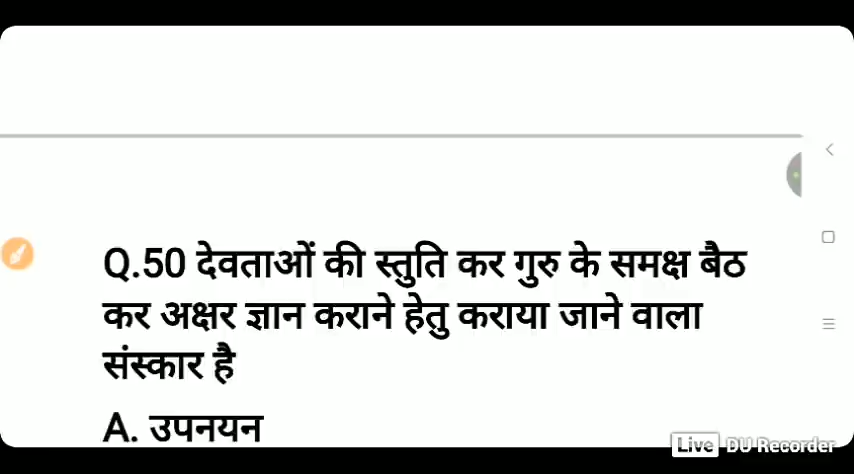 Q.50 देवताओं की स्तुति कर गुरु के समक्ष बैठ
कर अक्षर ज्ञान कराने हेतु कराया जाने वाला
संस्कार है
A. उपनयन
Live DU Recorder